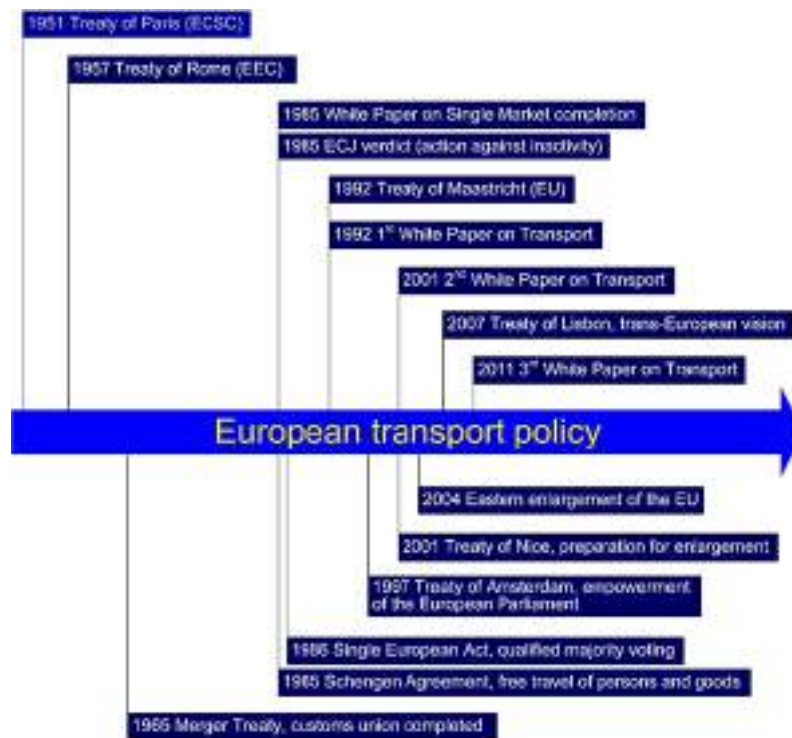 1951 Treaty of Paris (ECSC)
1957 Treaty of Rome (EEC)
1985 White Paper on Single Market completion
1985 ECJ verdict (action against inactivity)
1992 Treaty of Maastricht (EU)
1992 1st White Paper on Transport
2001 2nd White Paper on Transport
2007 Treaty of Lisbon, trans-European vision
2011 3rd White Paper on Transport
European transport policy
2004 Eastern enlargement of the EU
2001 Treaty of Nice, preparation for enlargement
1997 Treaty of Amsterdam, empowerment
of the European Parliament
1986 Single European Act, qualified majority voting
1985 Schengen Agreement, free travel of persons and goods
1965 Merger Treaty, customs union completed